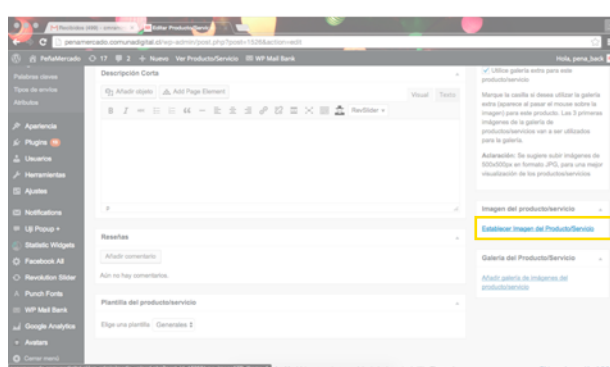 Recibidos
Editar Producto/Servicio
penamercado.comunadigital.cl/wp-admin/post.php?post=1528&action=edit
PeñaMercado 17 2 + Nuevo Ver Producto/Servicio WP Mail Bank
Hola, pena_back
Palabras claves
Tipos de envíos
Atributos
Apariencia
Plugins
Usuarios
Herramientas
Ajustes
Notifications
Uji Popup +
Statistic Widgets
Facebook All
Revolution Slider
Punch Fonts
WP Mail Bank
Google Analytics
Avatars
Cerrar menú
Descripción Corta
Añadir objeto Add Page Element
Visual Texto
RevSlider
p
Reseñas
Añadir comentario
Aún no hay comentarios.
Plantilla del producto/servicio
Elige una plantilla Generales
Utilice galería extra para este
producto/servicio
Marque la casilla si desea utilizar la galería
extra (aparece al pasar el mouse sobre la
imagen) para este producto. Las 3 primeras
imágenes de la galería de
productos/servicios van a ser utilizados
para la galería.
Aclaración: Se sugiere subir imágenes de
500x500px en formato JPG, para una mejor
visualización de los productos/servicios
Imagen del producto/servicio
Establecer Imagen del Producto/Servicio
Galería del Producto/Servicio
Añadir galería de imágenes del
producto/servicio